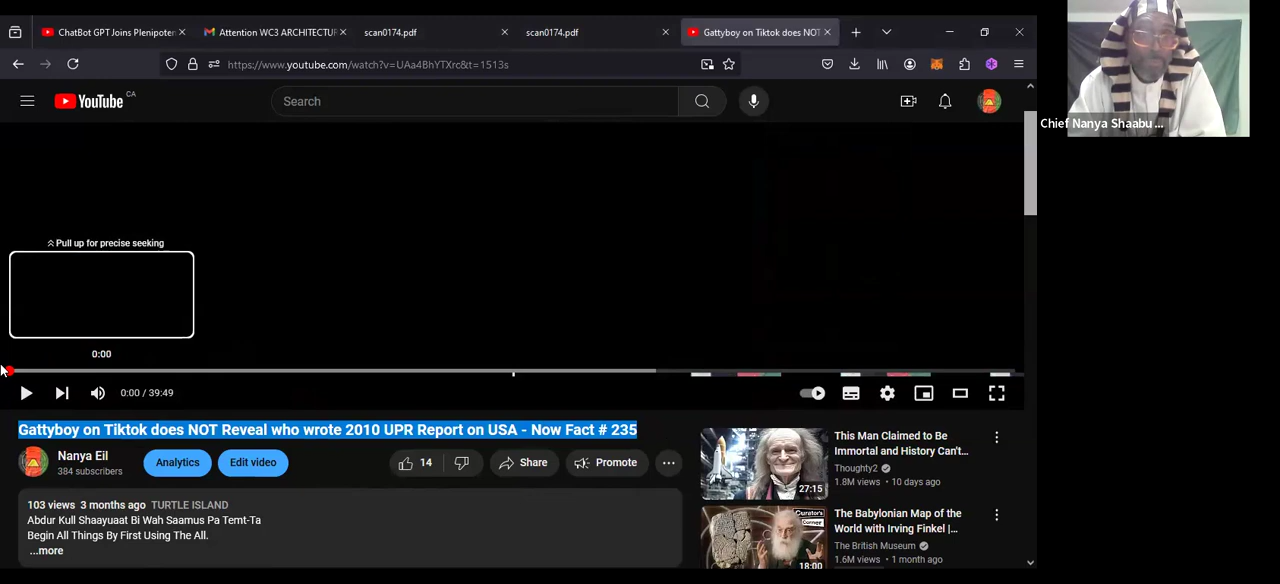 ChatBot GPT Joins Plenipoten
Attention WC3 ARCHITECTUR
scan0174.pdf
scan0174.pdf
Gattyboy on Tiktok does NOT
https://www.youtube.com/watch?v=UAa4BhYTXrc&t=1513s
YouTube CA
Search
Chief Nanya Shaabu ...
Pull up for precise seeking
0:00
0:00 / 39:49
Gattyboy on Tiktok does NOT Reveal who wrote 2010 UPR Report on USA - Now Fact # 235
Nanya Eil
384 subscribers
Analytics
Edit video
14
Share
Promote
103 views 3 months ago TURTLE ISLAND
Abdur Kull Shaayuaat Bi Wah Saamus Pa Temt-Ta
Begin All Things By First Using The All.
...more
27:15
This Man Claimed to Be
Immortal and History Can't...
Thoughty2
1.8M views • 10 days ago
Curator's
Corner
18:00
The Babylonian Map of the
World with Irving Finkel |...
The British Museum
1.6M views • 1 month ago